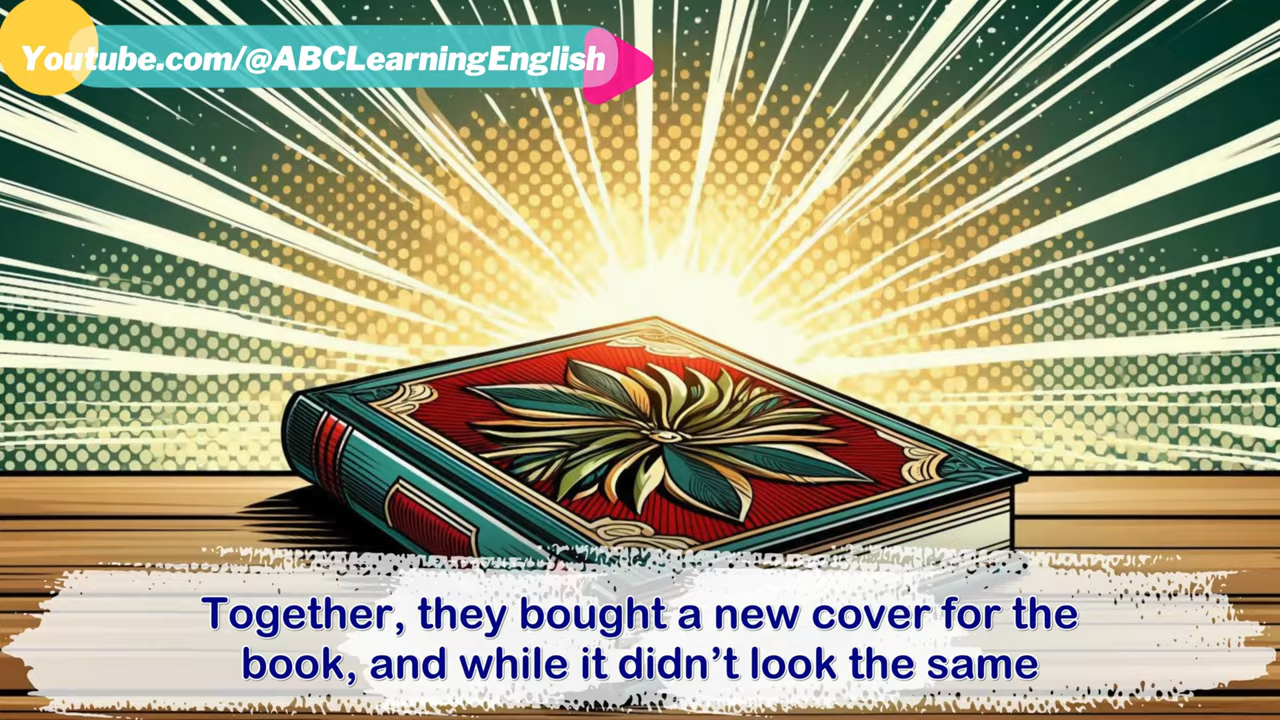 Youtube.com/@ABCLearningEnglish
Together, they bought a new cover for the
book, and while it didn’t look the same